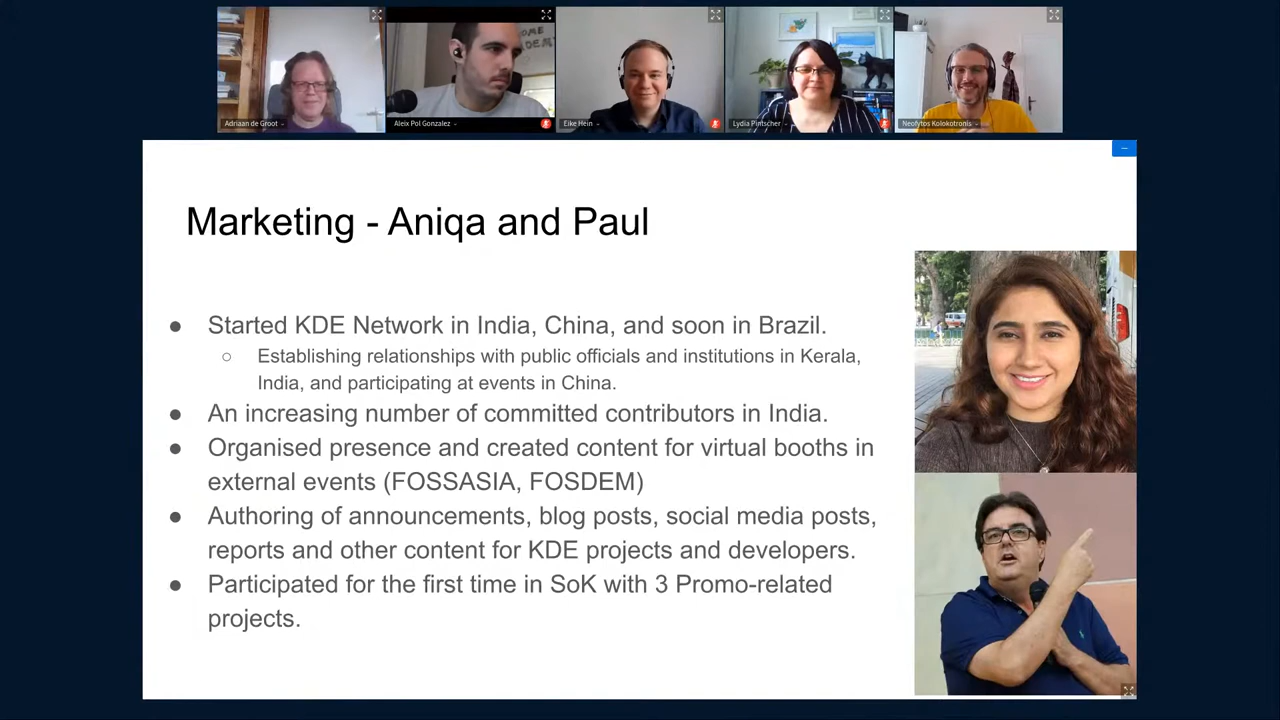 Adriaan de Groot
Aleix Pol Gonzalez
Eike Hein
Lydia Pintscher
Neofytos Kolokotronis
Marketing - Aniqa and Paul
● Started KDE Network in India, China, and soon in Brazil.
○ Establishing relationships with public officials and institutions in Kerala,
India, and participating at events in China.
● An increasing number of committed contributors in India.
● Organised presence and created content for virtual booths in
external events (FOSSASIA, FOSDEM)
● Authoring of announcements, blog posts, social media posts,
reports and other content for KDE projects and developers.
● Participated for the first time in SoK with 3 Promo-related
projects.